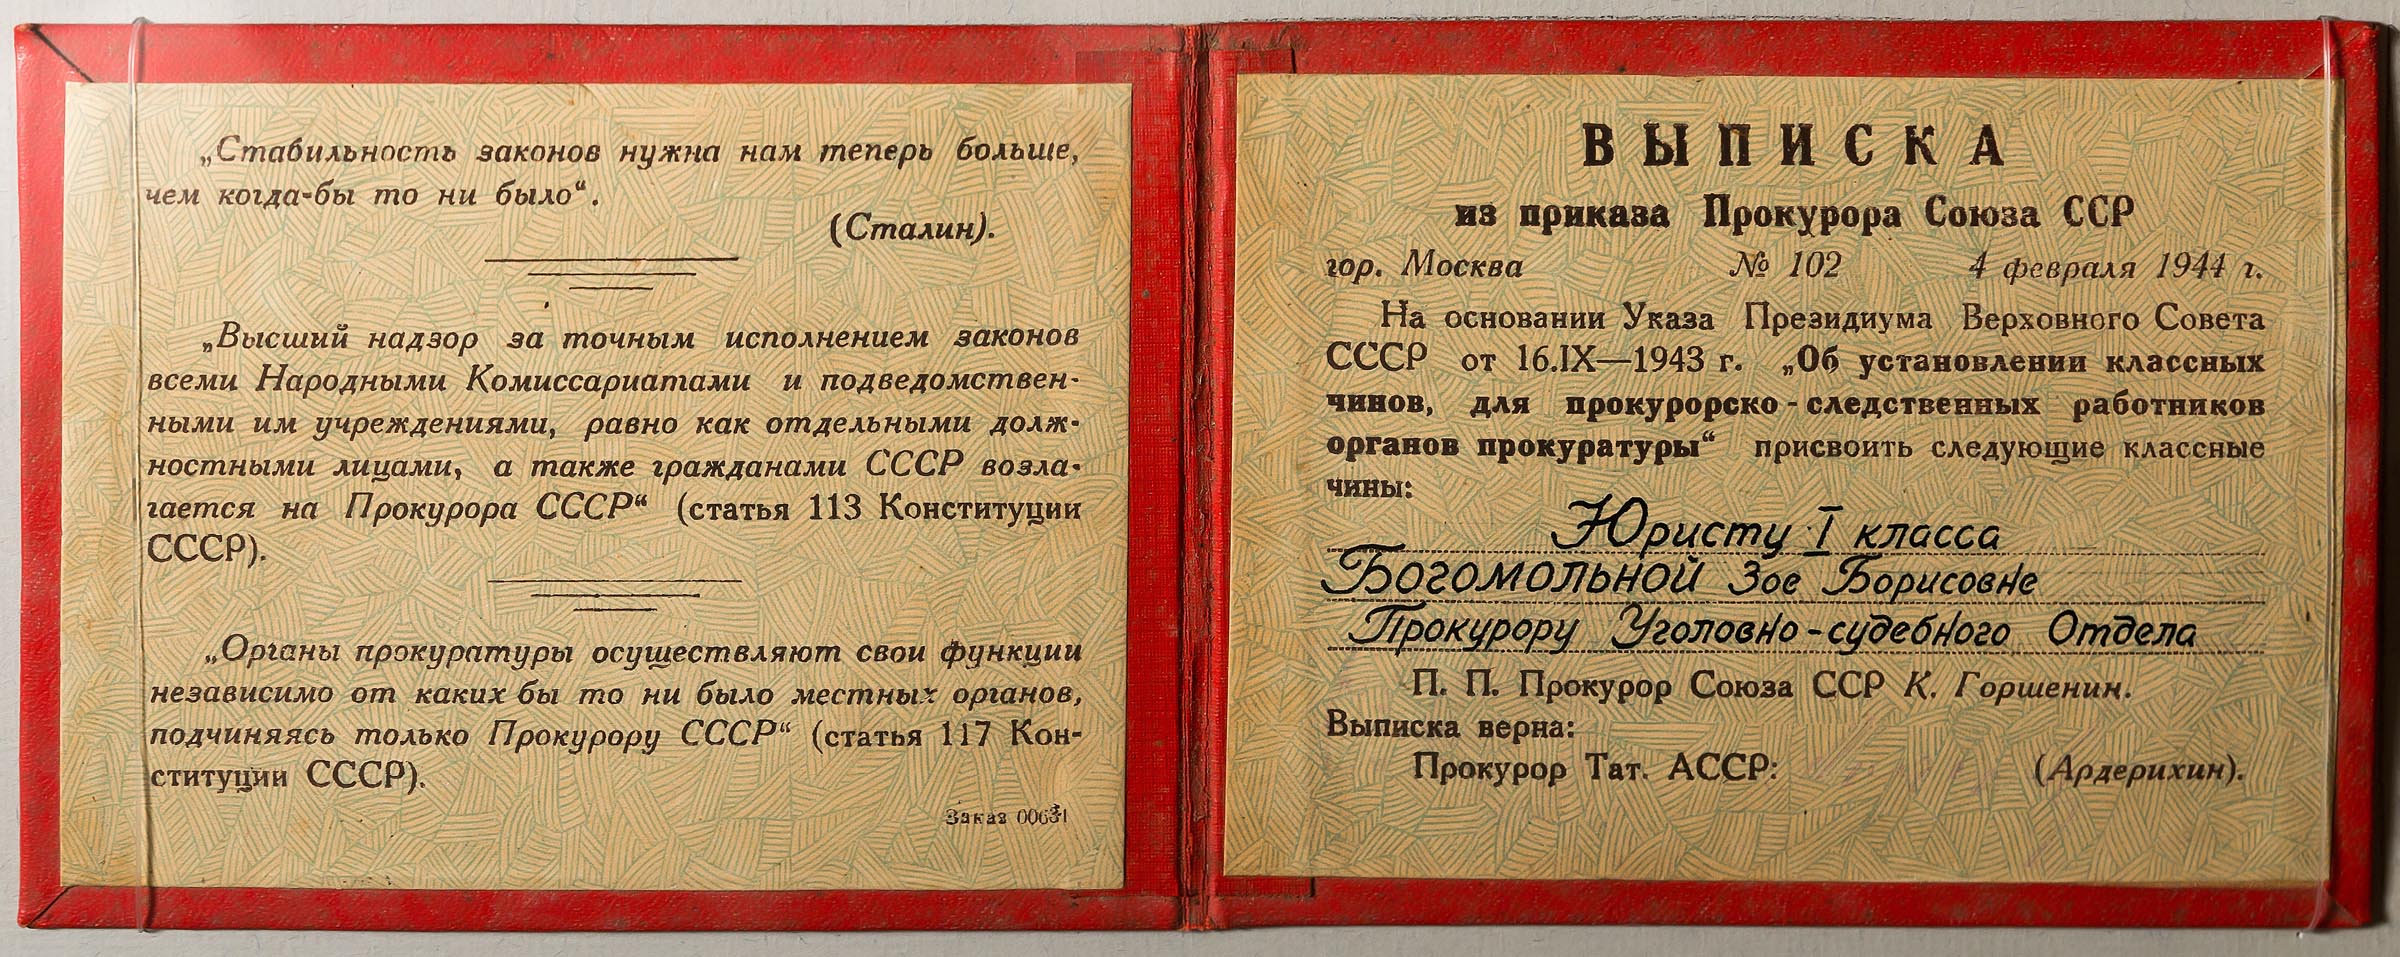 „Стабильность законов нужна нам теперь больше,
чем когда-бы то ни было“.
(Сталин).
„Высший надзор за точным исполнением законов
всеми Народными Комиссариатами и подведомствен-
ными им учреждениями, равно как отдельными долж-
ностными лицами, а также гражданами СССР возла-
гается на Прокурора СССР“ (статья 113 Конституции
СССР).
„Органы прокуратуры осуществляют свои функции
независимо от каких бы то ни было местных органов,
подчиняясь только Прокурору СССР“ (статья 117 Кон-
ституции СССР).
Заказ
ВЫПИСКА
из приказа Прокурора Союза ССР
гор. Москва № 102 4 февраля 1944 г.
На основании Указа Президиума Верховного Совета
СССР от 16.IX—1943 г. „Об установлении классных
чинов, для прокурорско-следственных работников
органов прокуратуры“ присвоить следующие классные
чины:
Юристу I класса
Богомольной Зое Борисовне
Прокурору Уголовно-судебного Отдела
П. П. Прокурор Союза ССР К. Горшенин.
Выписка верна:
Прокурор Тат. АССР: (Ардерихин).